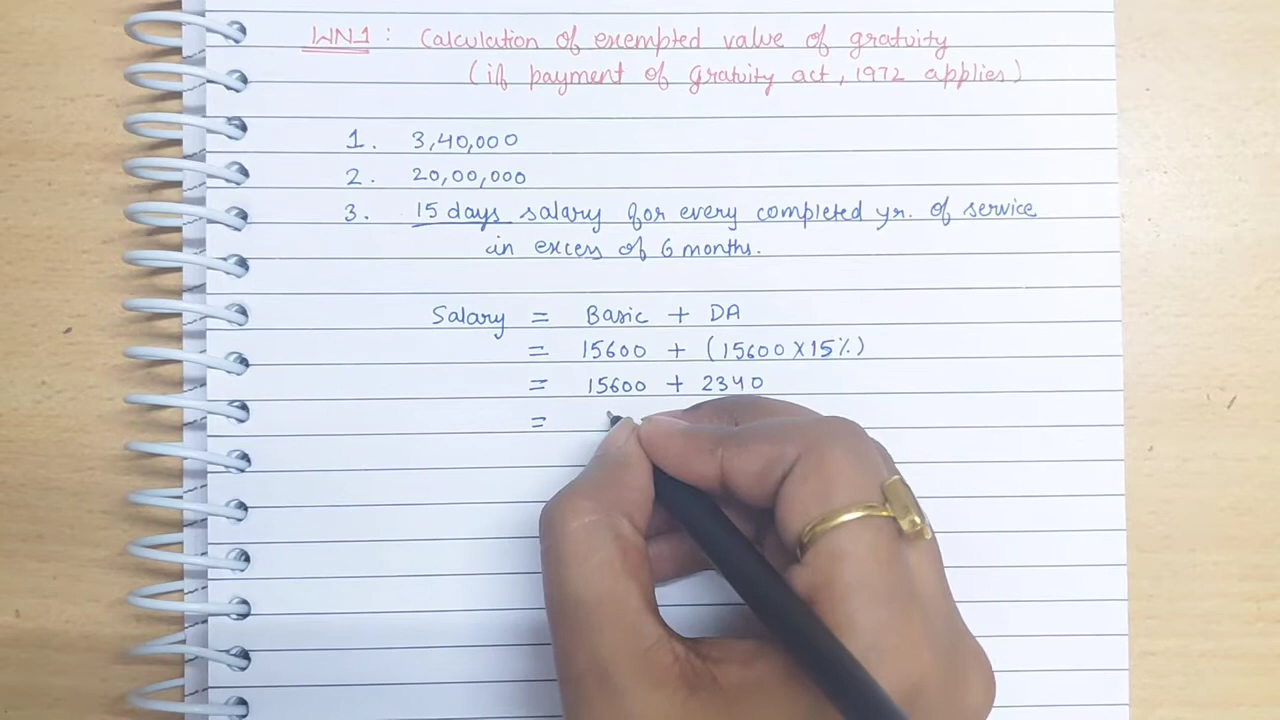 WN1 : Calculation of exempted value of gratuity
(if payment of gratuity act, 1972 applies)
1. 3,40,000
2. 20,00,000
3. 15 days salary for every completed yr. of service
in excess of 6 months.
Salary = Basic + DA
= 15600 + (15600 X 15%)
= 15600 + 2340
=